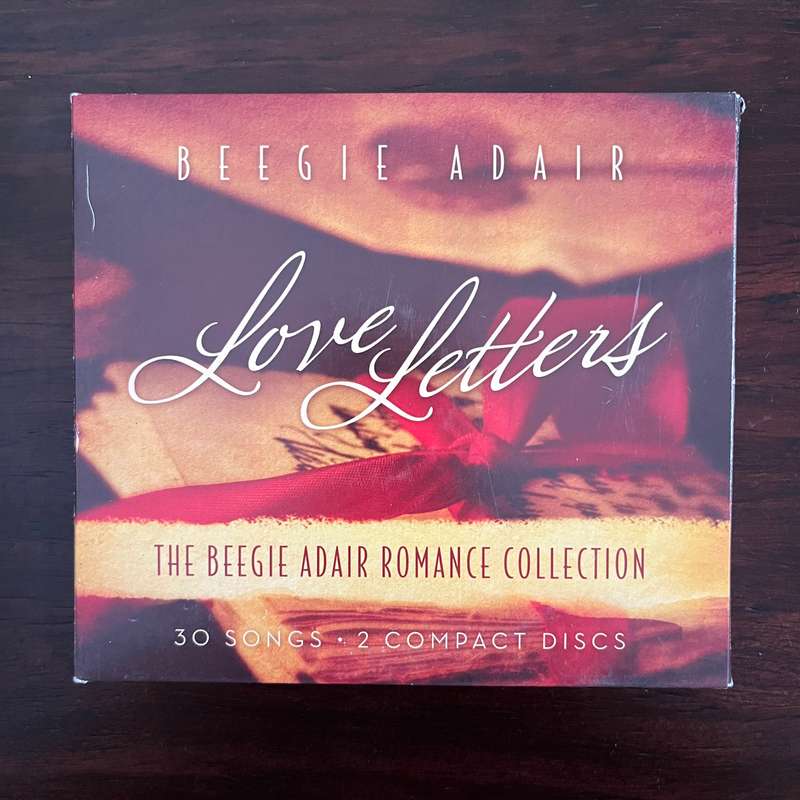 BEEGIE ADAIR
Love Letters
THE BEEGIE ADAIR ROMANCE COLLECTION
30 SONGS • 2 COMPACT DISCS